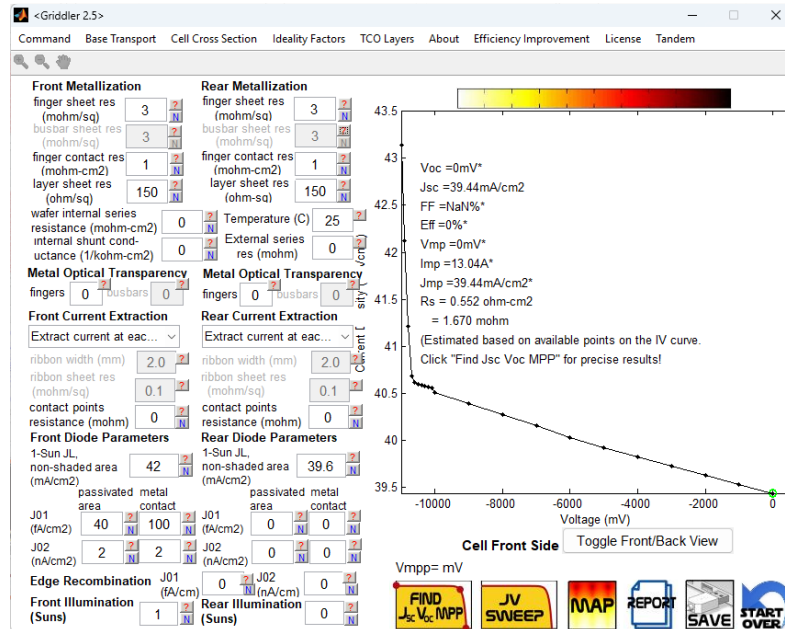 <Griddler 2.5>
Command Base Transport Cell Cross Section Ideality Factors TCO Layers About Efficiency Improvement License Tandem
Front Metallization
finger sheet res
(mohm/sq)
3
?
N
busbar sheet res
(mohm/sq)
3
?
N
finger contact res
(mohm-cm2)
1
?
N
layer sheet res
(ohm/sq)
150
?
N
Rear Metallization
finger sheet res
(mohm/sq)
3
?
N
busbar sheet res
(mohm/sq)
3
?
N
finger contact res
(mohm-cm2)
1
?
N
layer sheet res
(ohm/sq)
150
?
N
wafer internal series
resistance (mohm-cm2)
0
?
N
Temperature (C)
25
?
internal shunt cond-
uctance (1/kohm-cm2)
0
?
N
External series
res (mohm)
0
?
Metal Optical Transparency
fingers 0 ? busbars 0 ?
Metal Optical Transparency
fingers 0 ? busbars 0 ?
Front Current Extraction
Extract current at eac...
ribbon width (mm)
2.0
?
ribbon sheet res
(mohm/sq)
0.1
?
N
contact points
resistance (mohm)
0
?
N
Rear Current Extraction
Extract current at eac...
ribbon width (mm)
2.0
?
ribbon sheet res
(mohm/sq)
0.1
?
N
contact points
resistance (mohm)
0
?
N
Front Diode Parameters
1-Sun JL,
non-shaded area
(mA/cm2)
42
?
N
passivated area
metal contact
J01
(fA/cm2)
40
?
N
100
?
N
J02
(nA/cm2)
2
?
N
2
?
N
Rear Diode Parameters
1-Sun JL,
non-shaded area
(mA/cm2)
39.6
?
N
passivated area
metal contact
J01
(fA/cm2)
0
?
N
0
?
N
J02
(nA/cm2)
0
?
N
0
?
N
Edge Recombination
J01
(fA/cm)
0
?
N
J02
(nA/cm)
0
?
N
Front Illumination
(Suns)
1
?
N
Rear Illumination
(Suns)
0
?
N
43.5
43
42.5
42
41.5
41
40.5
40
39.5
Voc =0mV*
Jsc =39.44mA/cm2
FF =NaN%*
Eff =0%*
Vmp =0mV*
Imp =13.04A*
Jmp =39.44mA/cm2*
Rs = 0.552 ohm-cm2
= 1.670 mohm
(Estimated based on available points on the IV curve.
Click "Find Jsc Voc MPP" for precise results!
-10000 -8000 -6000 -4000 -2000 0
Voltage (mV)
Cell Front Side
Toggle Front/Back View
Vmpp= mV
FIND
Jsc Voc MPP
JV
SWEEP
MAP
REPORT
SAVE
START
OVER